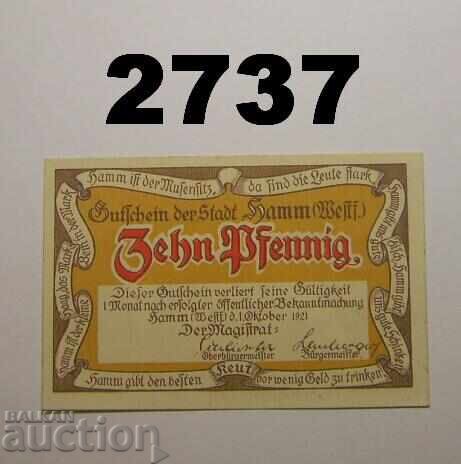 2737
Hamm ist der Musensitz, da sind die Leute stark
Gutschein der Stadt Hamm (Westf.)
Zehn Pfennig.
Dieser Gutschein verliert seine Gültigkeit
1 Monat nach erfolgter öffentlicher Bekanntmachung
Hamm (Westf) d. 1. Oktober 1921
Der Magistrat:
Oberbürgermeister Bürgermeister
Hamm gibt den besten Keut vor wenig Geld zu trinken
BALKAN
auction